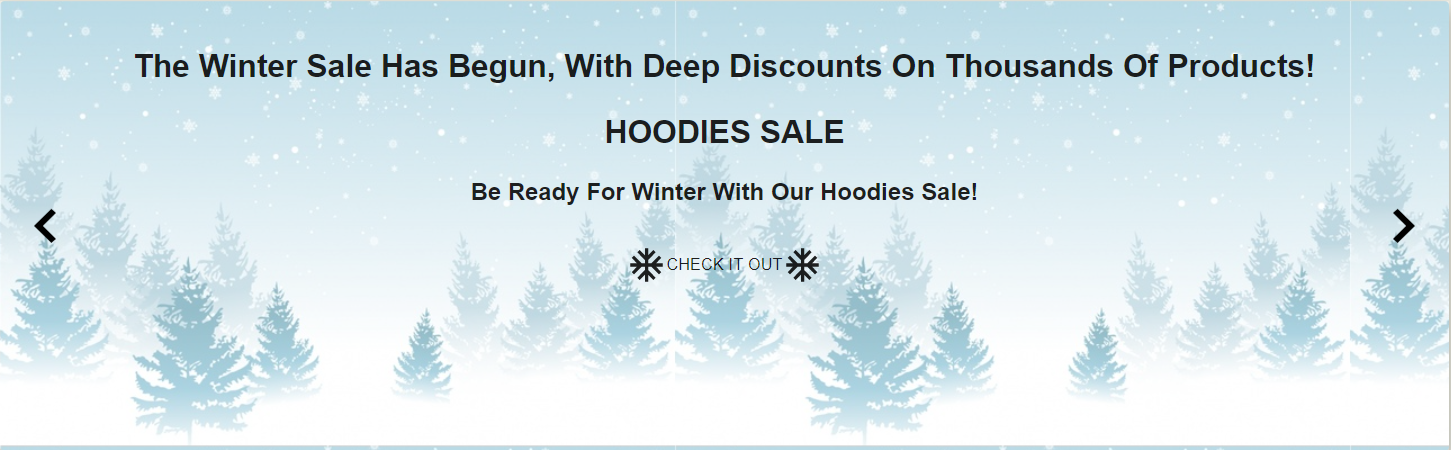 The Winter Sale Has Begun, With Deep Discounts On Thousands Of Products!
HOODIES SALE
Be Ready For Winter With Our Hoodies Sale!
CHECK IT OUT